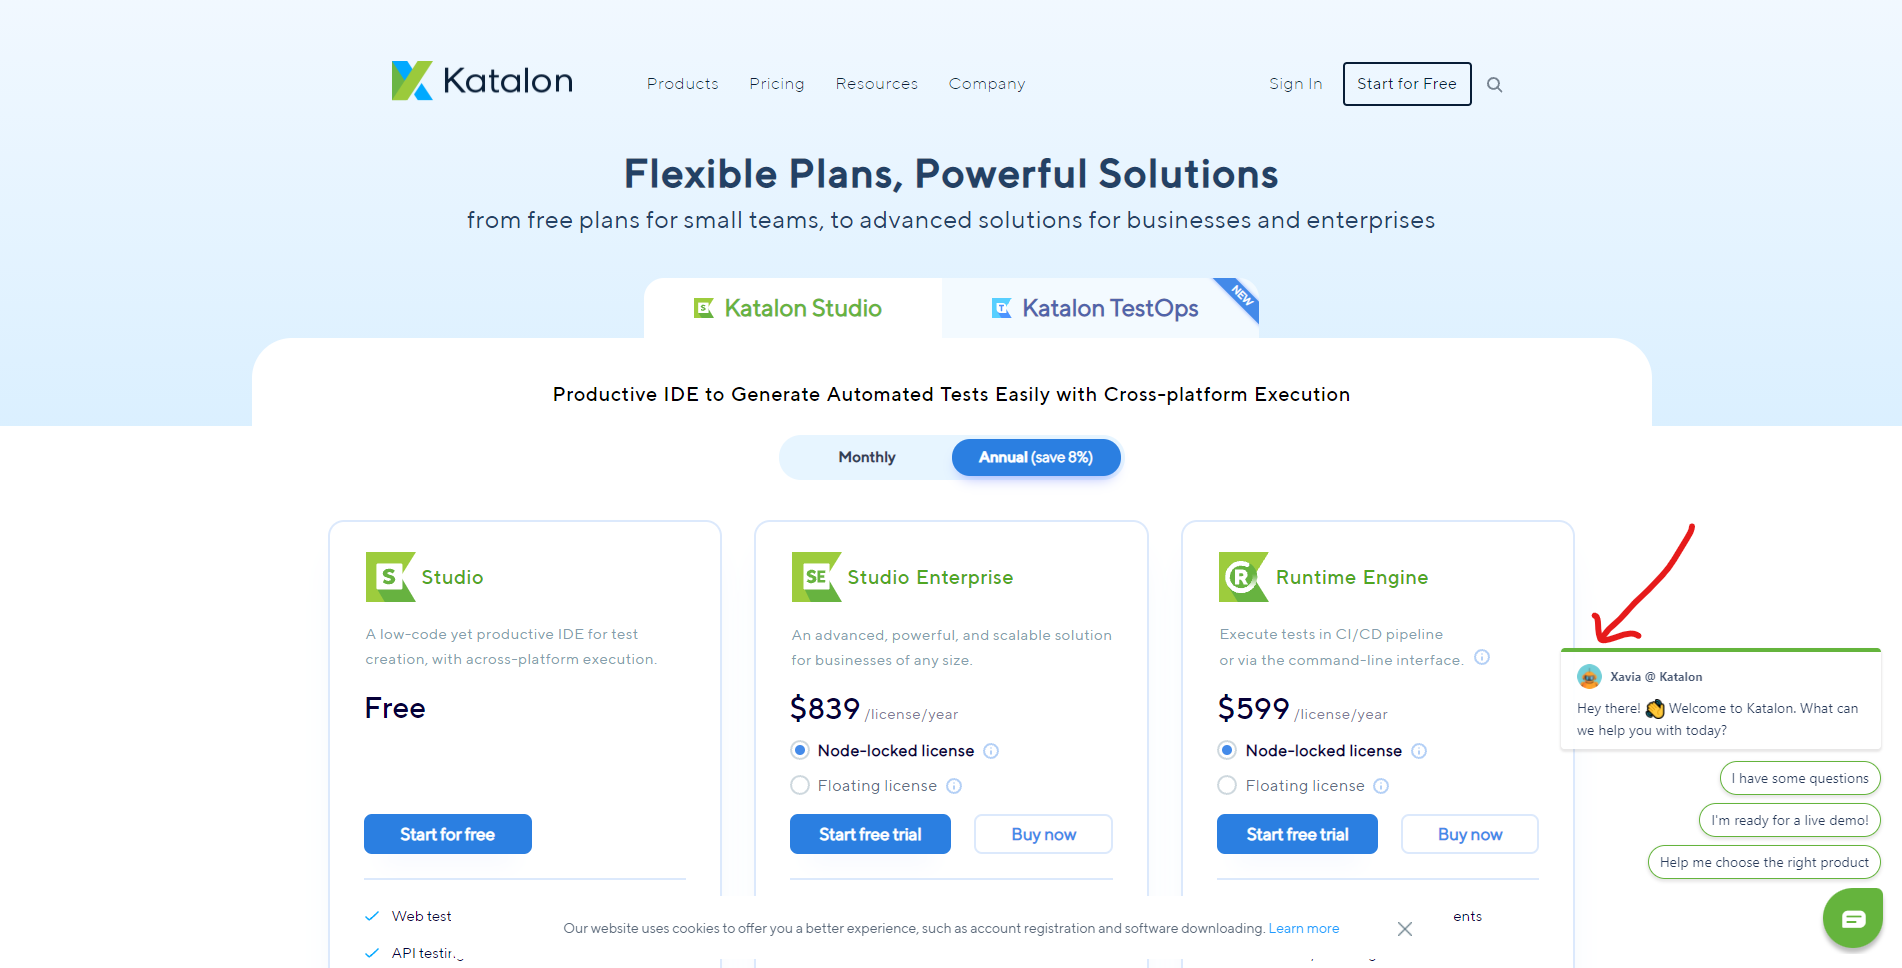 Katalon
Products Pricing Resources Company
Sign In
Start for Free
Flexible Plans, Powerful Solutions
from free plans for small teams, to advanced solutions for businesses and enterprises
S Katalon Studio
T Katalon TestOps
NEW
Productive IDE to Generate Automated Tests Easily with Cross-platform Execution
Monthly
Annual (save 8%)
S Studio
A low-code yet productive IDE for test
creation, with across-platform execution.
Free
Start for free
Web test
API testing
SE Studio Enterprise
An advanced, powerful, and scalable solution
for businesses of any size.
$839 /license/year
Node-locked license
Floating license
Start free trial
Buy now
R Runtime Engine
Execute tests in CI/CD pipeline
or via the command-line interface.
$599 /license/year
Node-locked license
Floating license
Start free trial
Buy now
ents
Xavia @ Katalon
Hey there! 👋 Welcome to Katalon. What can
we help you with today?
I have some questions
I'm ready for a live demo!
Help me choose the right product
Our website uses cookies to offer you a better experience, such as account registration and software downloading. Learn more